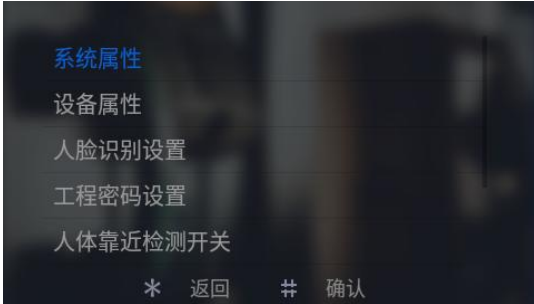 系统属性
设备属性
人脸识别设置
工程密码设置
人体靠近检测开关
* 返回 # 确认